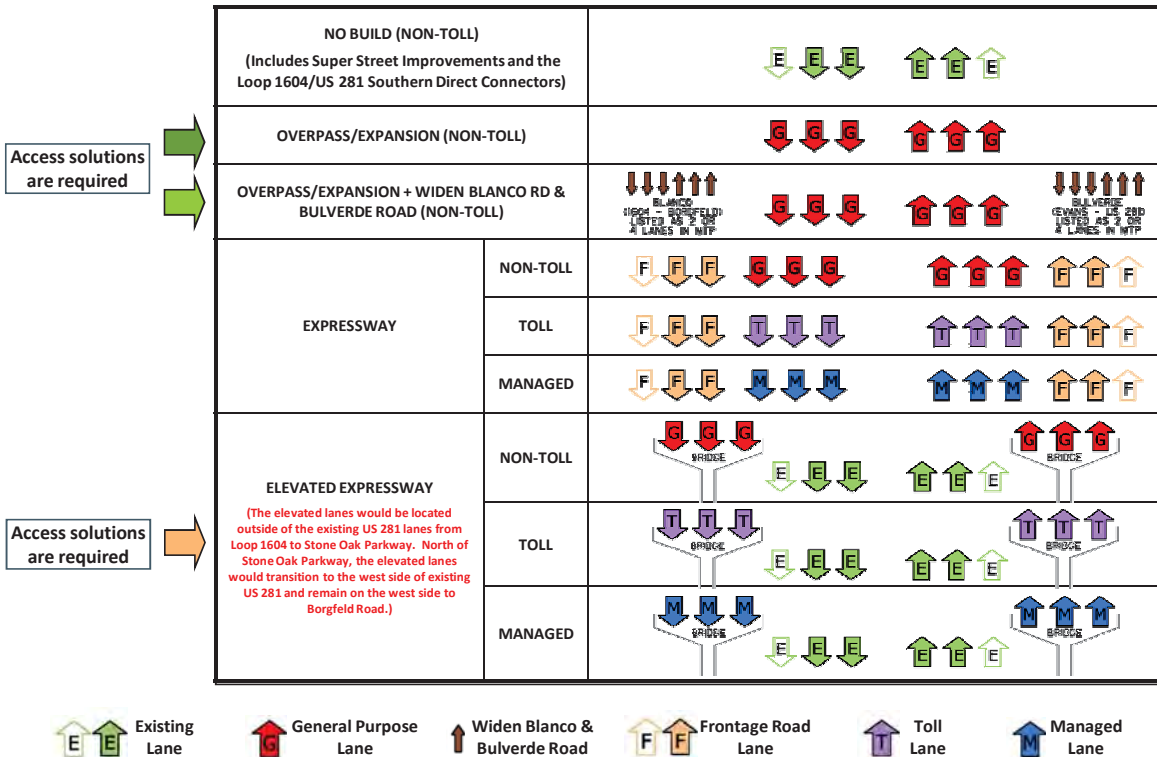 NO BUILD (NON-TOLL)
(Includes Super Street Improvements and the
Loop 1604/US 281 Southern Direct Connectors)
E E E E E E
Access solutions
are required
OVERPASS/EXPANSION (NON-TOLL)
G G G G G G
OVERPASS/EXPANSION + WIDEN BLANCO RD &
BULVERDE ROAD (NON-TOLL)
BLANCO
(1604 - BORGFELD)
LISTED AS 2 OR
4 LANES IN MTP
G G G G G G
BULVERDE
(EVANS - US 281)
LISTED AS 2 OR
4 LANES IN MTP
EXPRESSWAY
NON-TOLL
F F F G G G G G G F F F
TOLL
F F F T T T T T T F F F
MANAGED
F F F M M M M M M F F F
Access solutions
are required
ELEVATED EXPRESSWAY
(The elevated lanes would be located
outside of the existing US 281 lanes from
Loop 1604 to Stone Oak Parkway. North of
Stone Oak Parkway, the elevated lanes
would transition to the west side of existing
US 281 and remain on the west side to
Borgfeld Road.)
NON-TOLL
G G G G G G
BRIDGE BRIDGE
E E E E E E
TOLL
T T T T T T
BRIDGE BRIDGE
E E E E E E
MANAGED
M M M M M M
BRIDGE BRIDGE
E E E E E E
E E Existing
Lane
G General Purpose
Lane
Widen Blanco &
Bulverde Road
F F Frontage Road
Lane
T Toll
Lane
M Managed
Lane